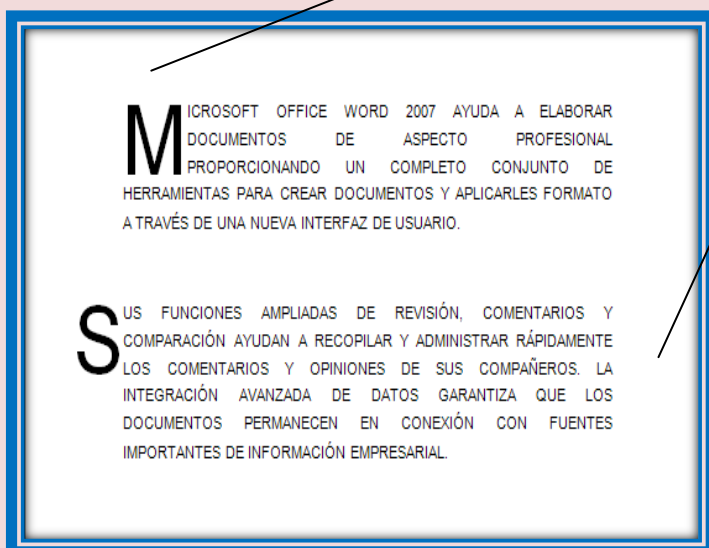 MICROSOFT OFFICE WORD 2007 AYUDA A ELABORAR
DOCUMENTOS DE ASPECTO PROFESIONAL
PROPORCIONANDO UN COMPLETO CONJUNTO DE
HERRAMIENTAS PARA CREAR DOCUMENTOS Y APLICARLES FORMATO
A TRAVÉS DE UNA NUEVA INTERFAZ DE USUARIO.
SUS FUNCIONES AMPLIADAS DE REVISIÓN, COMENTARIOS Y
COMPARACIÓN AYUDAN A RECOPILAR Y ADMINISTRAR RÁPIDAMENTE
LOS COMENTARIOS Y OPINIONES DE SUS COMPAÑEROS. LA
INTEGRACIÓN AVANZADA DE DATOS GARANTIZA QUE LOS
DOCUMENTOS PERMANECEN EN CONEXIÓN CON FUENTES
IMPORTANTES DE INFORMACIÓN EMPRESARIAL.